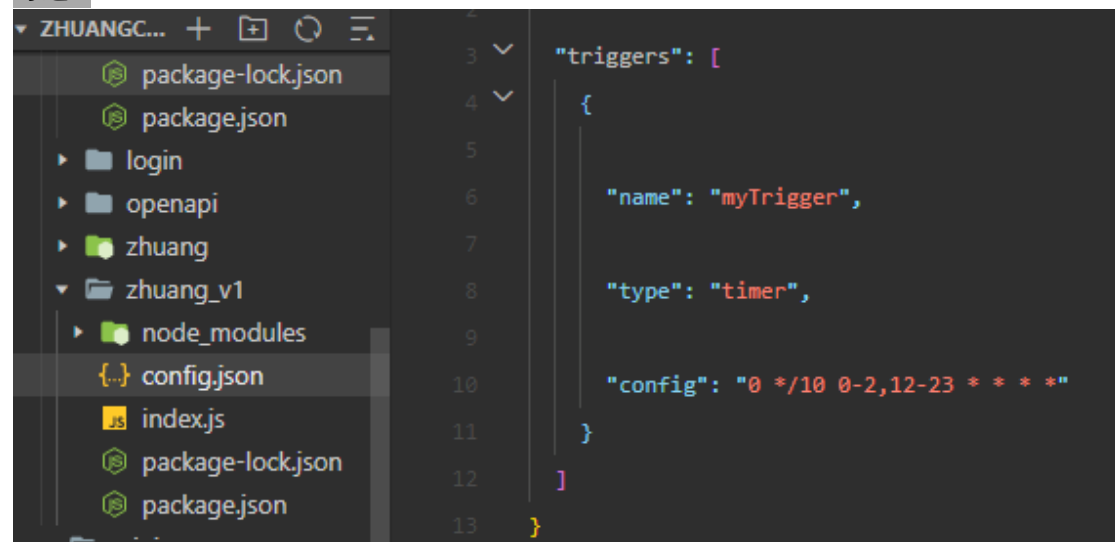 ZHUANGC...
package-lock.json
package.json
login
openapi
zhuang
zhuang_v1
node_modules
{..} config.json
JS index.js
package-lock.json
package.json
2
3 "triggers": [
4 {
5
6 "name": "myTrigger",
7
8 "type": "timer",
9
10 "config": "0 */10 0-2,12-23 * * * *"
11 }
12 ]
13 }